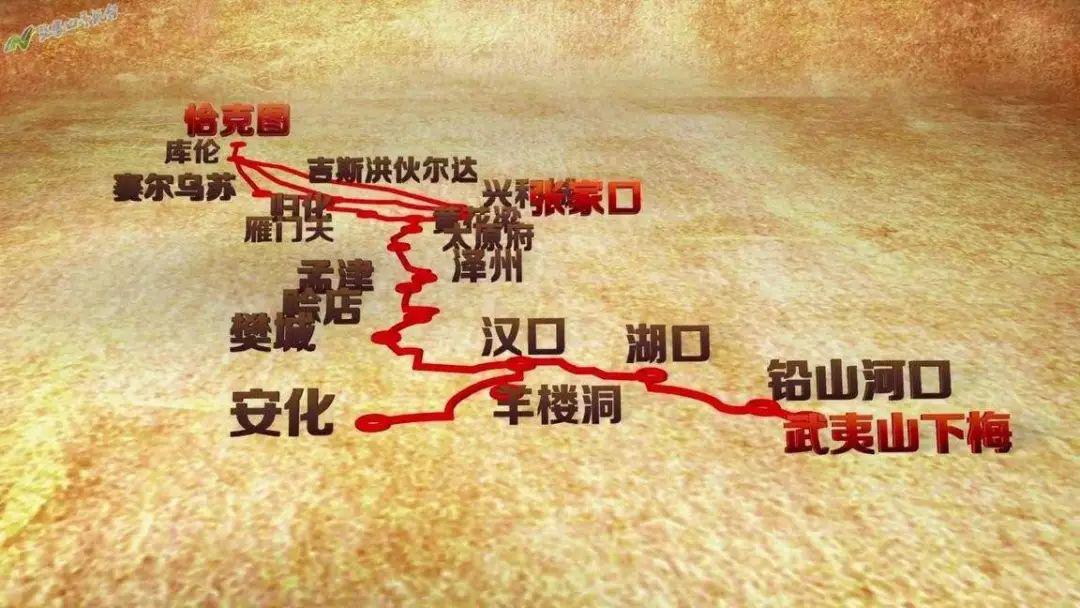 恰克图
库伦
吉斯洪伙尔达
赛尔乌苏
兴和
张家口
归化
黄花梁
雁门关
太原府
泽州
孟津
赊店
樊城
汉口
湖口
铅山河口
安化
羊楼洞
武夷山下梅